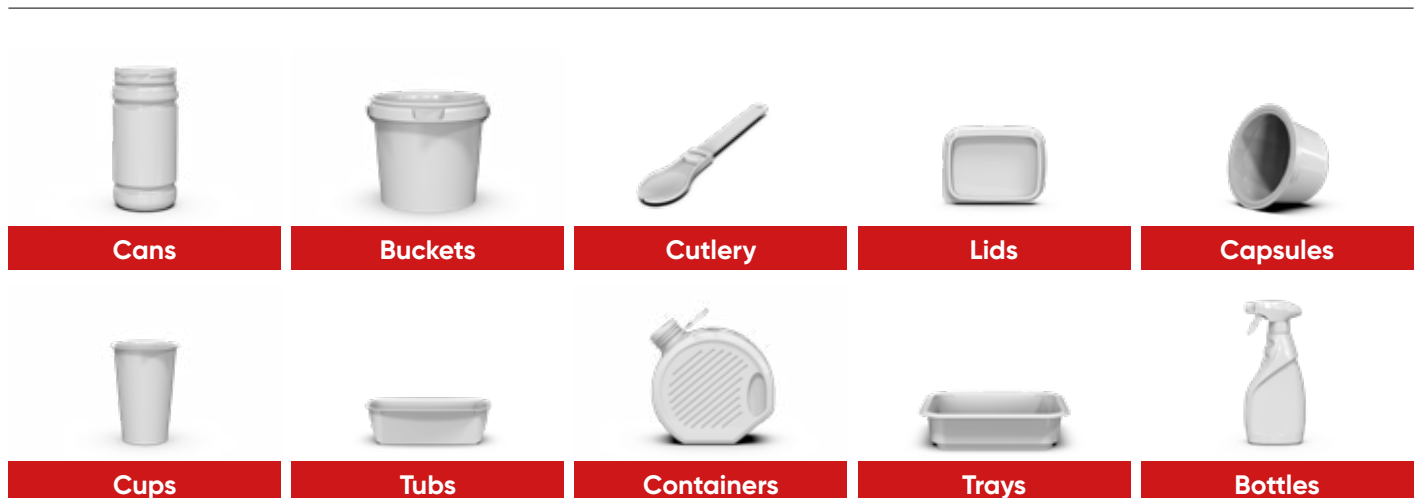 Cans
Buckets
Cutlery
Lids
Capsules
Cups
Tubs
Containers
Trays
Bottles